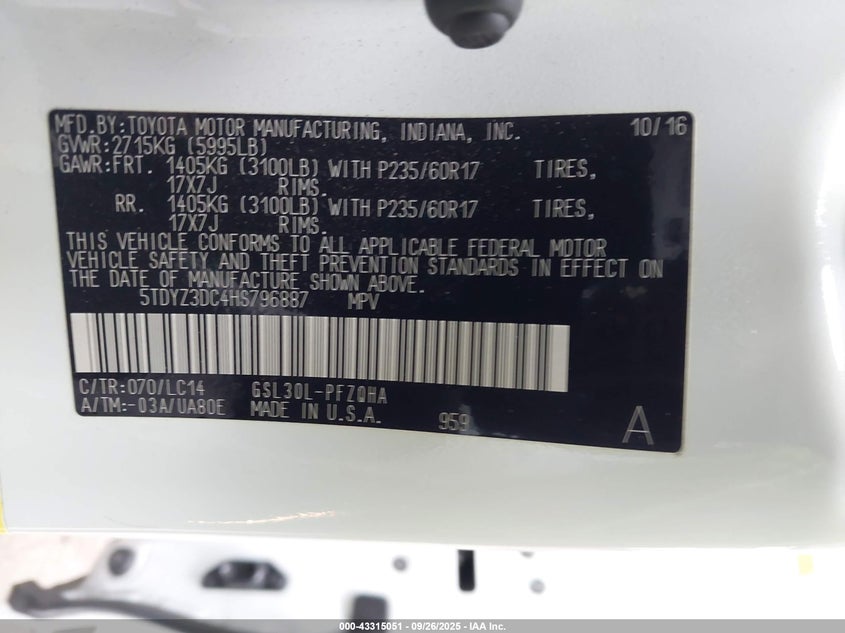 MFD.BY:TOYOTA MOTOR MANUFACTURING, INDIANA, INC. 10/16
GVWR:2715KG (5995LB)
GAWR:FRT. 1405KG (3100LB) WITH P235/60R17 TIRES,
17X7J RIMS.
RR. 1405KG (3100LB) WITH P235/60R17 TIRES,
17X7J RIMS.
THIS VEHICLE CONFORMS TO ALL APPLICABLE FEDERAL MOTOR
VEHICLE SAFETY AND THEFT PREVENTION STANDARDS IN EFFECT ON
THE DATE OF MANUFACTURE SHOWN ABOVE.
5TDYZ3DC4HS796887 MPV
C/TR:070/LC14 GSL30L-PFZQHA
A/TM:-03A/UA80E MADE IN U.S.A. 959 A
000-43315051 - 09/26/2025 - IAA Inc.